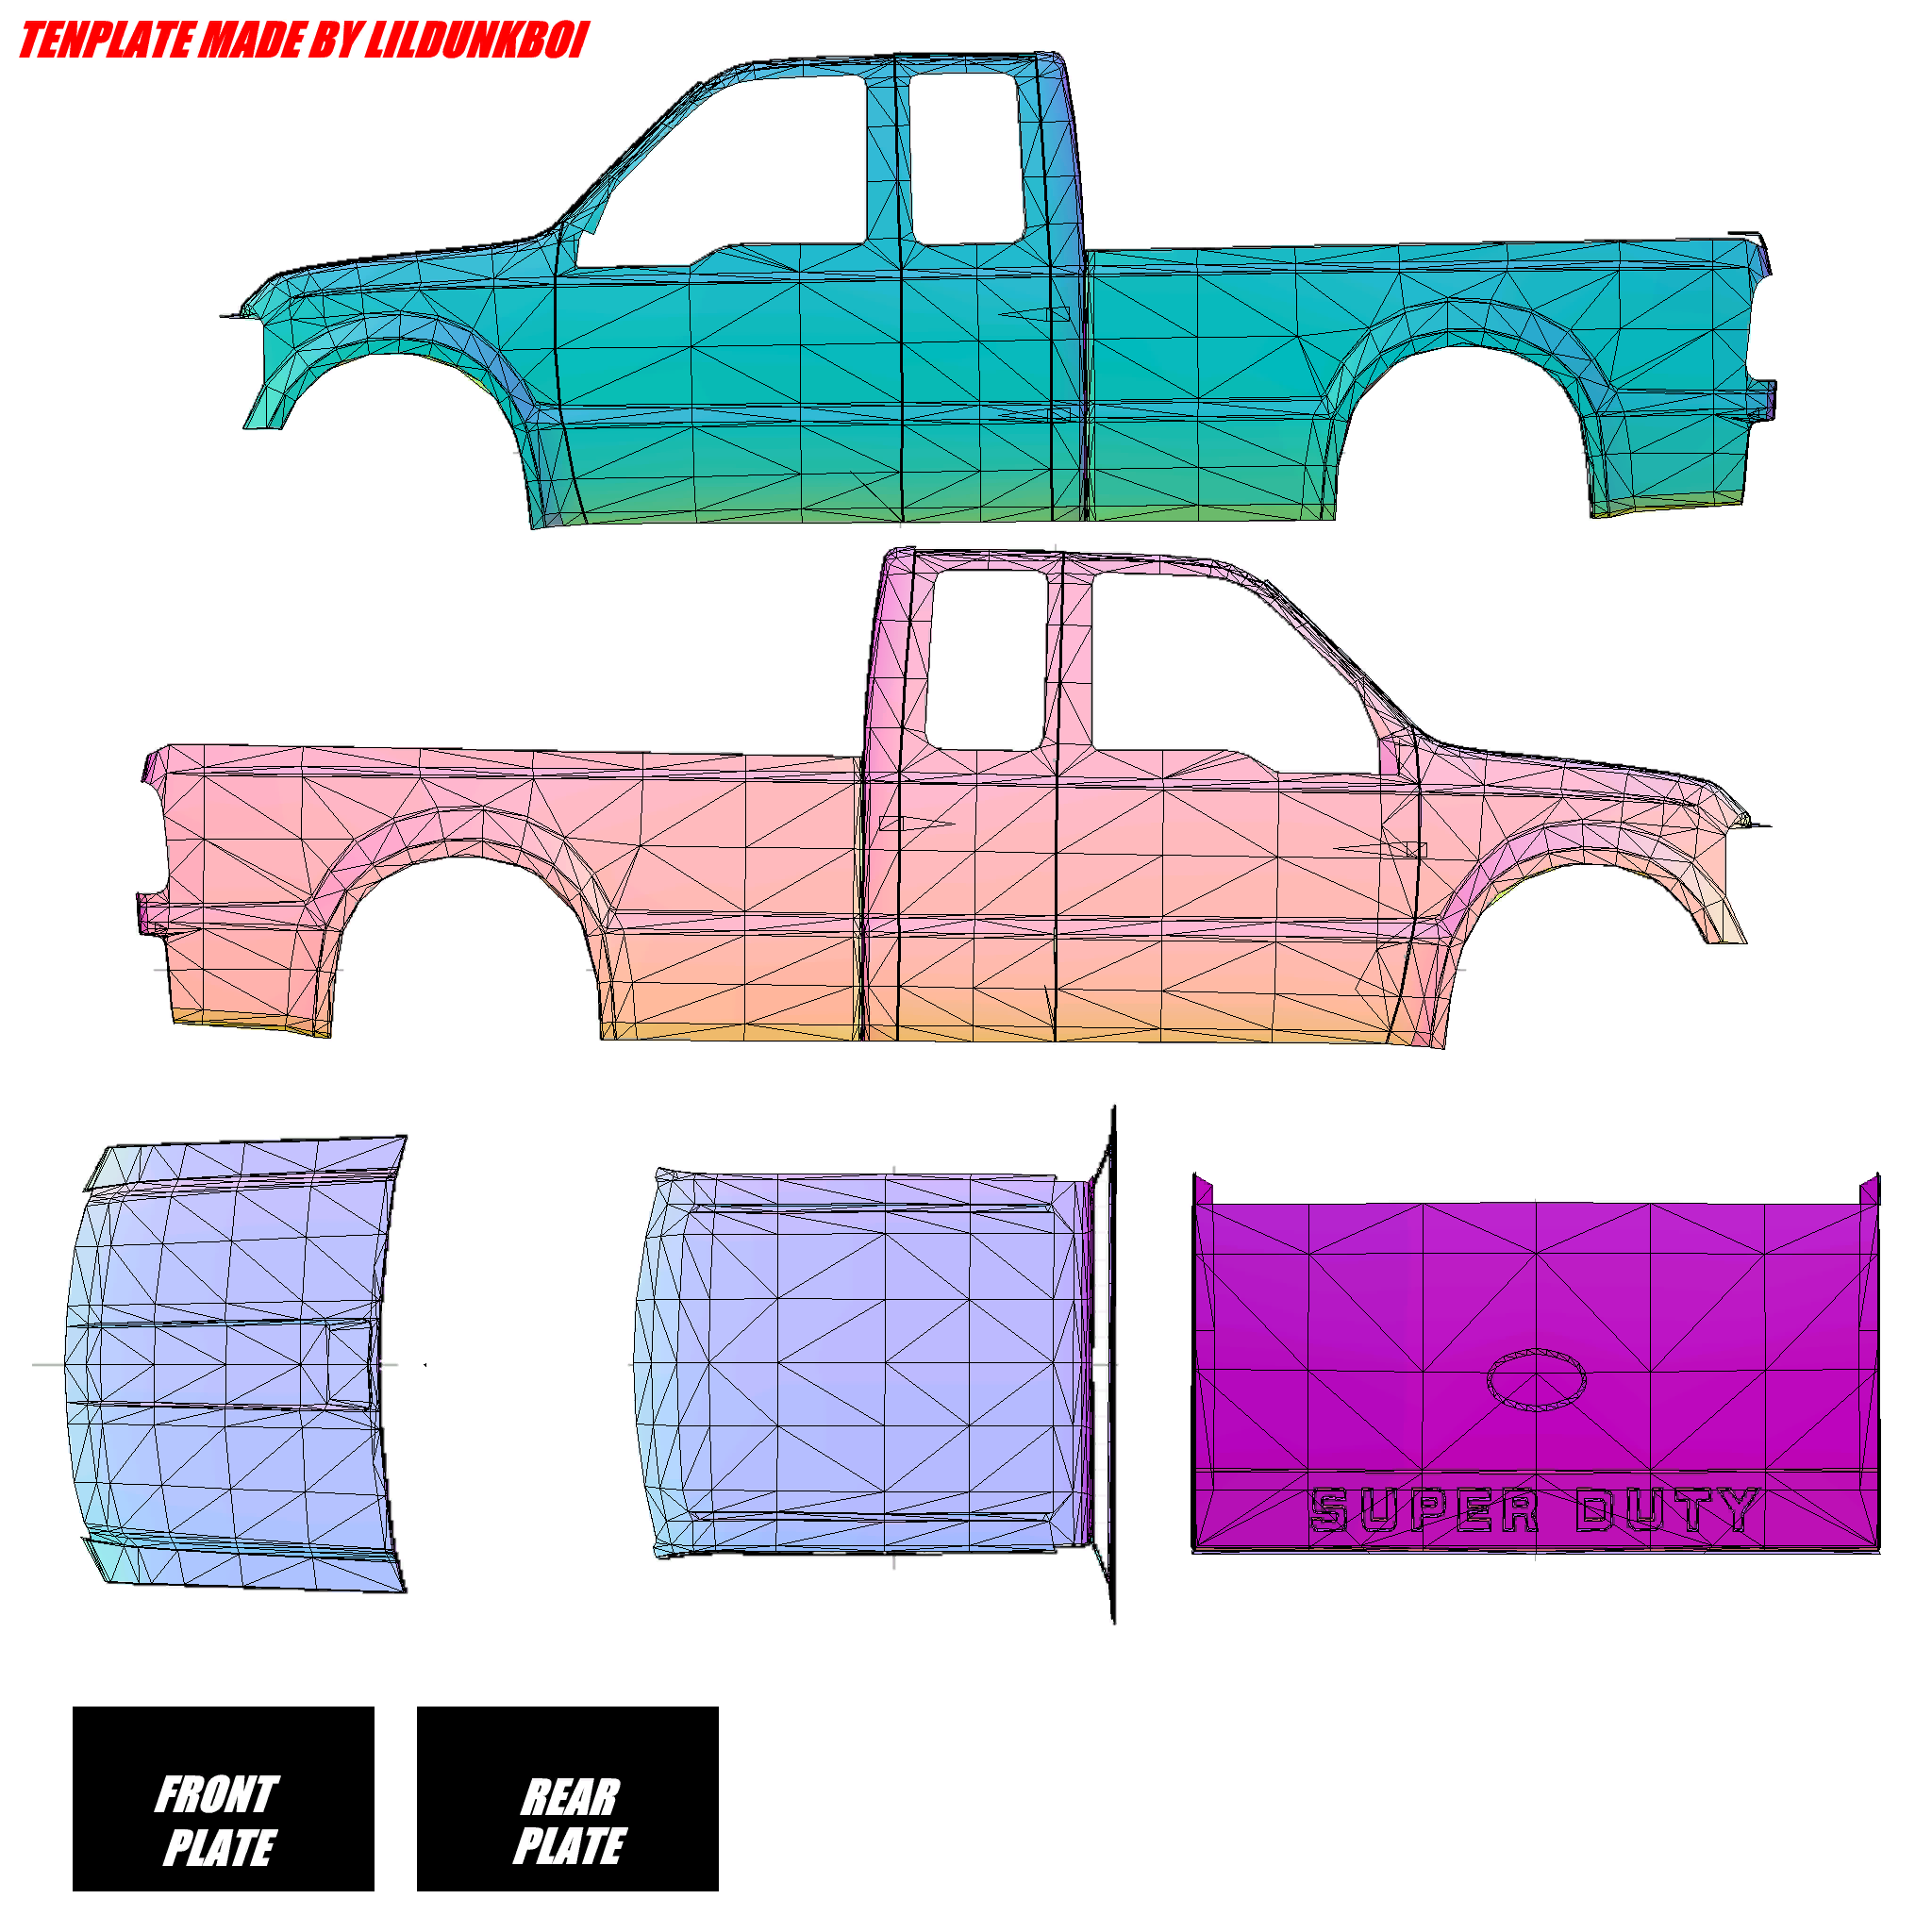 TENPLATE MADE BY LILDUNKBOI
SUPER DUTY
FRONT
PLATE
REAR
PLATE